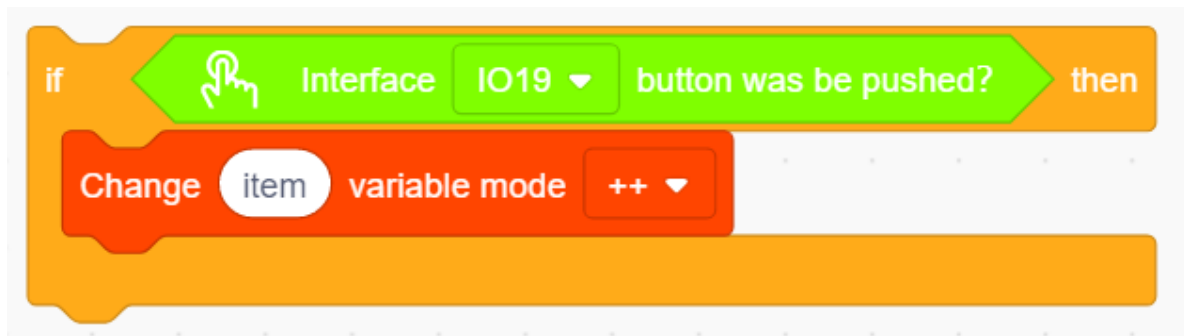 if Interface IO19 button was be pushed? then
Change item variable mode ++